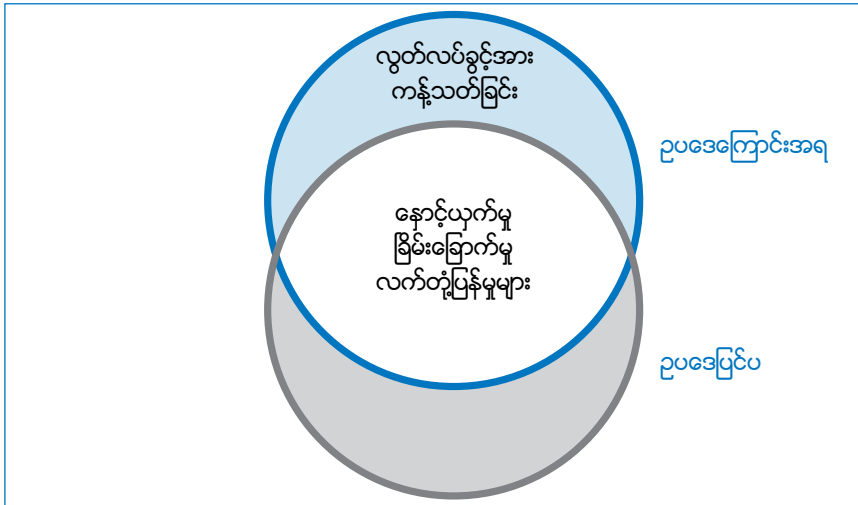 လွတ်လပ်ခွင့်အား
ကန့်သတ်ခြင်း
ဥပဒေကြောင်းအရ
နှောင့်ယှက်မှု
ခြိမ်းခြောက်မှု
လက်တုံ့ပြန်မှုများ
ဥပဒေပြင်ပ